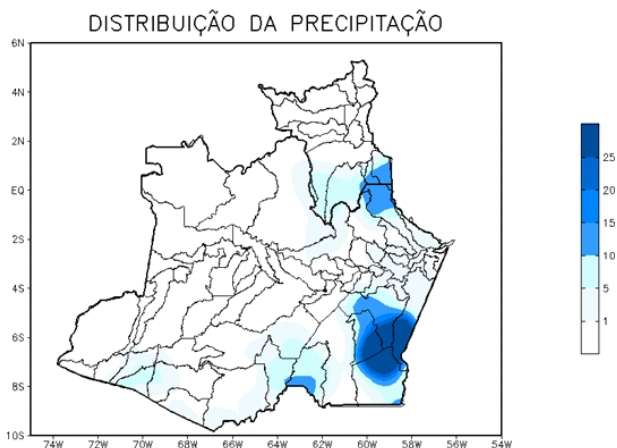 DISTRIBUIÇÃO DA PRECIPITAÇÃO
6N
4N
2N
EQ
2S
4S
6S
8S
10S
74W 72W 70W 68W 66W 64W 62W 60W 58W 56W 54W
25
20
15
10
5
1